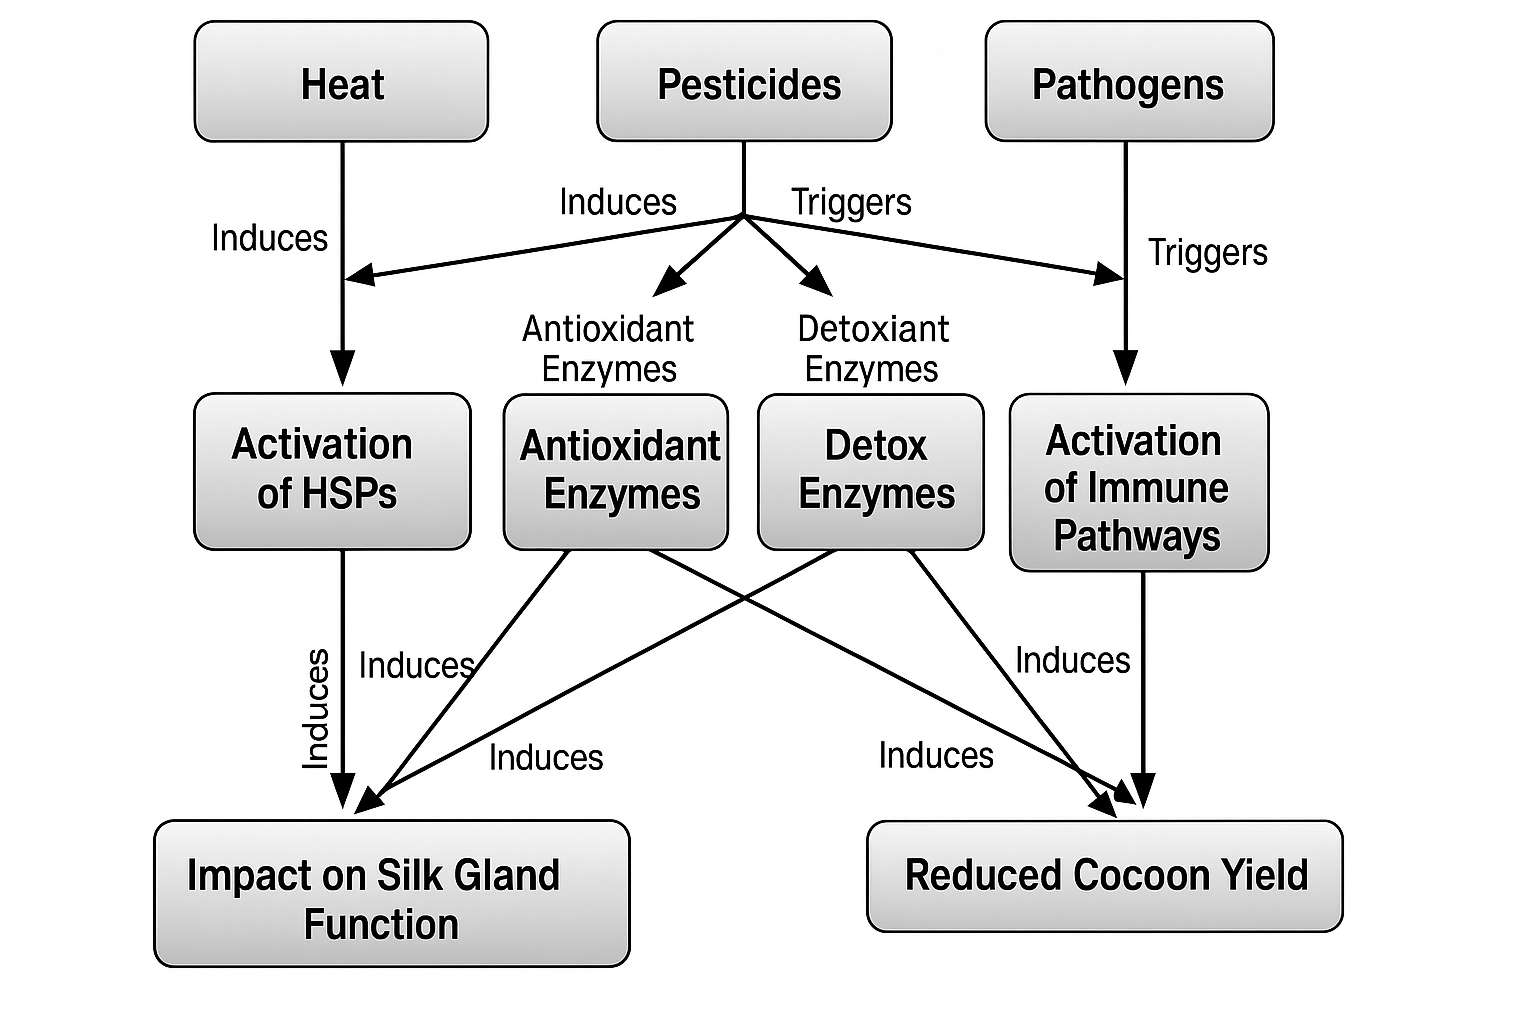 Heat
Pesticides
Pathogens
Induces
Induces
Triggers
Triggers
Antioxidant
Enzymes
Detoxiant
Enzymes
Activation
of HSPs
Antioxidant
Enzymes
Detox
Enzymes
Activation
of Immune
Pathways
Induces
Induces
Induces
Induces
Induces
Impact on Silk Gland
Function
Reduced Cocoon Yield